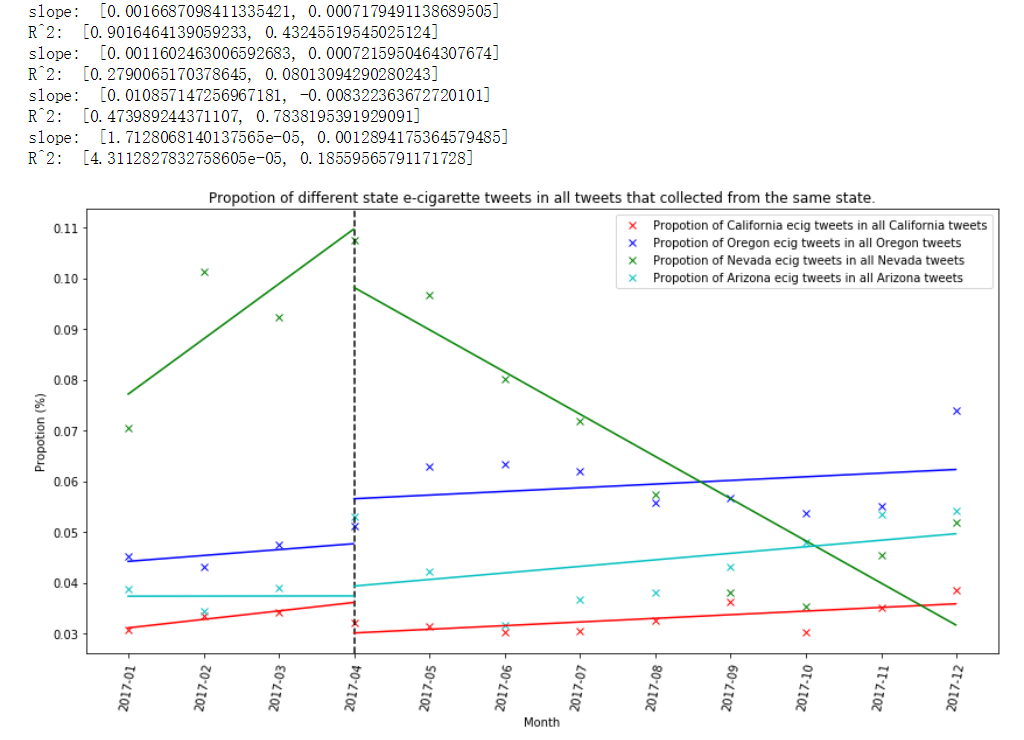 slope:  [0.0016687098411335421, 0.0007179491138689505]
R^2:  [0.9016464139059233, 0.43245519545025124]
slope:  [0.0011602463006592683, 0.0007215950464307674]
R^2:  [0.2790065170378645, 0.08013094290280243]
slope:  [0.010857147256967181, -0.008322363672720101]
R^2:  [0.473989244371107, 0.7838195391929091]
slope:  [1.7128068140137565e-05, 0.0012894175364579485]
R^2:  [4.3112827832758605e-05, 0.18559565791171728]
Propotion of different state e-cigarette tweets in all tweets that collected from the same state.
Propotion of California ecig tweets in all California tweets
Propotion of Oregon ecig tweets in all Oregon tweets
Propotion of Nevada ecig tweets in all Nevada tweets
Propotion of Arizona ecig tweets in all Arizona tweets
0.11
0.10
0.09
0.08
0.07
0.06
0.05
0.04
0.03
Propotion (%)
2017-01
2017-02
2017-03
2017-04
2017-05
2017-06
2017-07
2017-08
2017-09
2017-10
2017-11
2017-12
Month